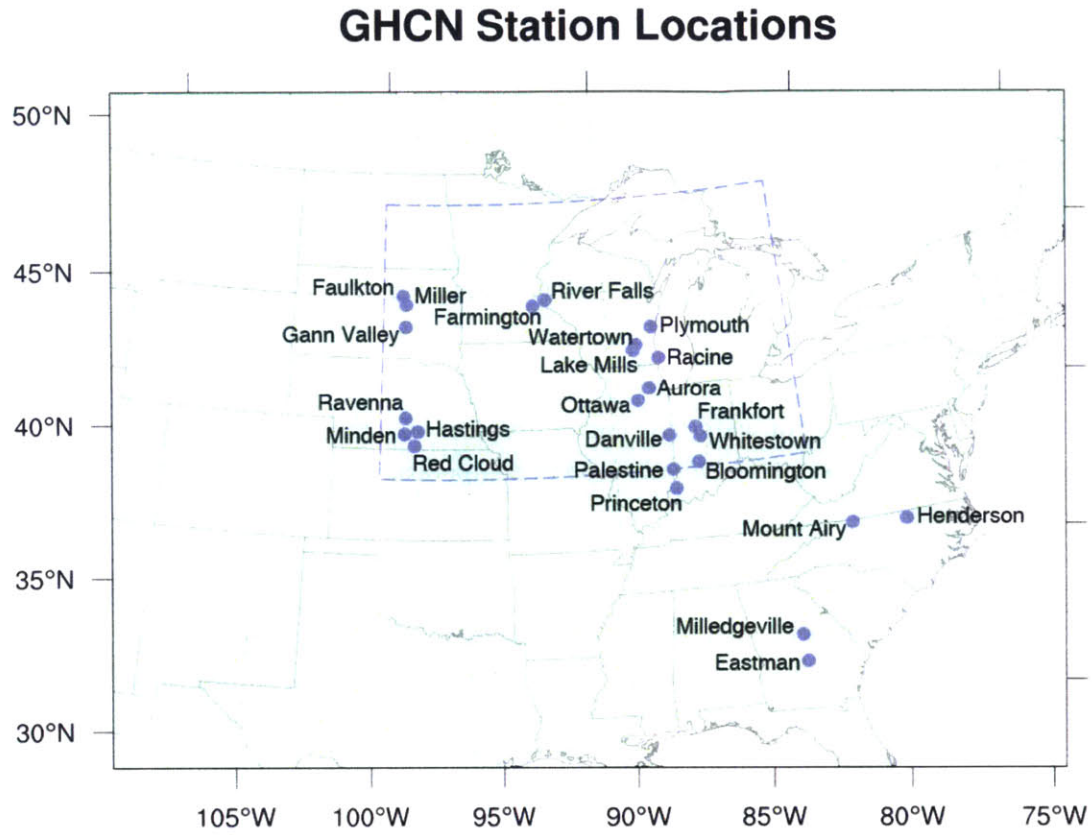 GHCN Station Locations
50°N
45°N
40°N
35°N
30°N
Faulkton
Miller
River Falls
Farmington
Gann Valley
Plymouth
Watertown
Lake Mills
Racine
Ravenna
Aurora
Ottawa
Frankfort
Minden
Hastings
Danville
Whitestown
Red Cloud
Palestine
Bloomington
Princeton
Mount Airy
Henderson
Milledgeville
Eastman
105°W
100°W
95°W
90°W
85°W
80°W
75°W